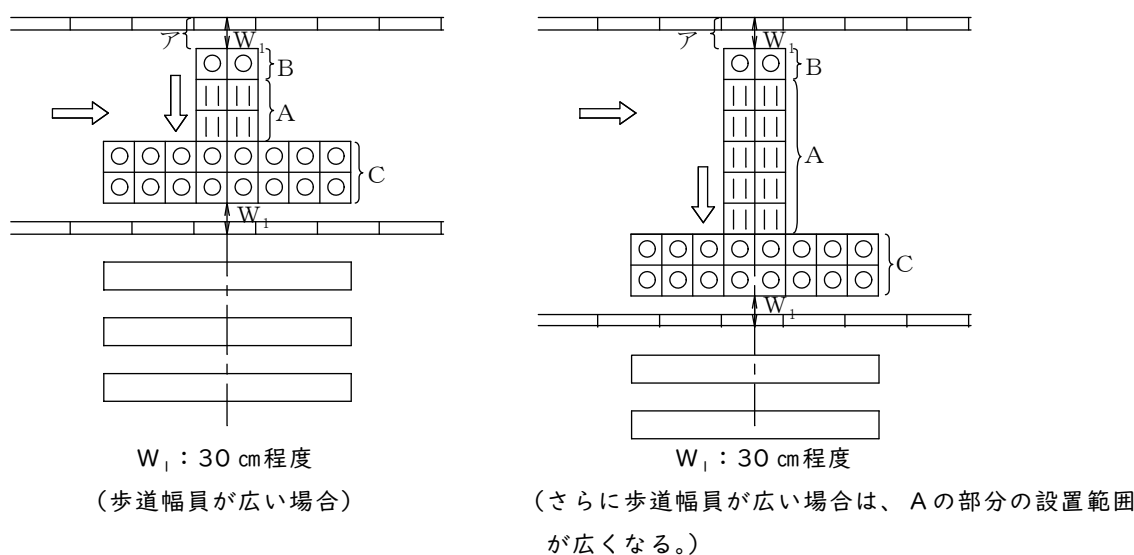 ア
W₁
B
A
C
W₁
W₁：30 ㎝程度
（歩道幅員が広い場合）
ア
W₁
B
A
C
W₁
W₁：30 ㎝程度
（さらに歩道幅員が広い場合は、Aの部分の設置範囲
が広くなる。）